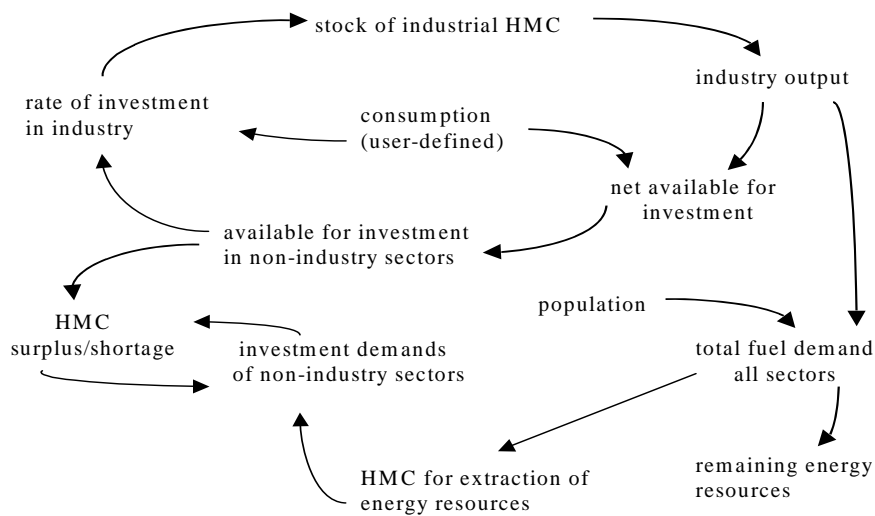 stock of industrial HMC
industry output
rate of investment
in industry
consumption
(user-defined)
net available for
investment
available for investment
in non-industry sectors
population
HMC
surplus/shortage
investment demands
of non-industry sectors
total fuel demand
all sectors
HMC for extraction of
energy resources
remaining energy
resources